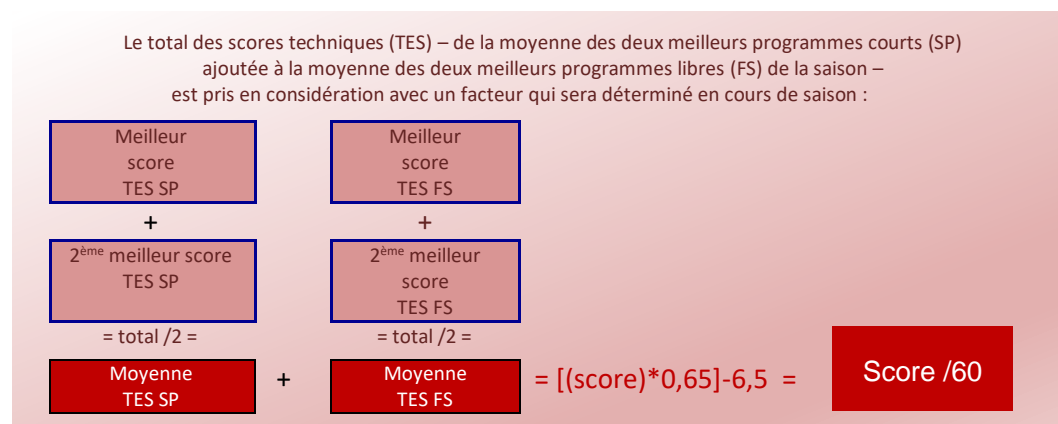 Le total des scores techniques (TES) – de la moyenne des deux meilleurs programmes courts (SP)
ajoutée à la moyenne des deux meilleurs programmes libres (FS) de la saison –
est pris en considération avec un facteur qui sera déterminé en cours de saison :
Meilleur
score
TES SP
+
2ème meilleur score
TES SP
= total /2 =
Moyenne
TES SP
+
Meilleur
score
TES FS
+
2ème meilleur
score
TES FS
= total /2 =
Moyenne
TES FS
= [(score)*0,65]-6,5 =
Score /60